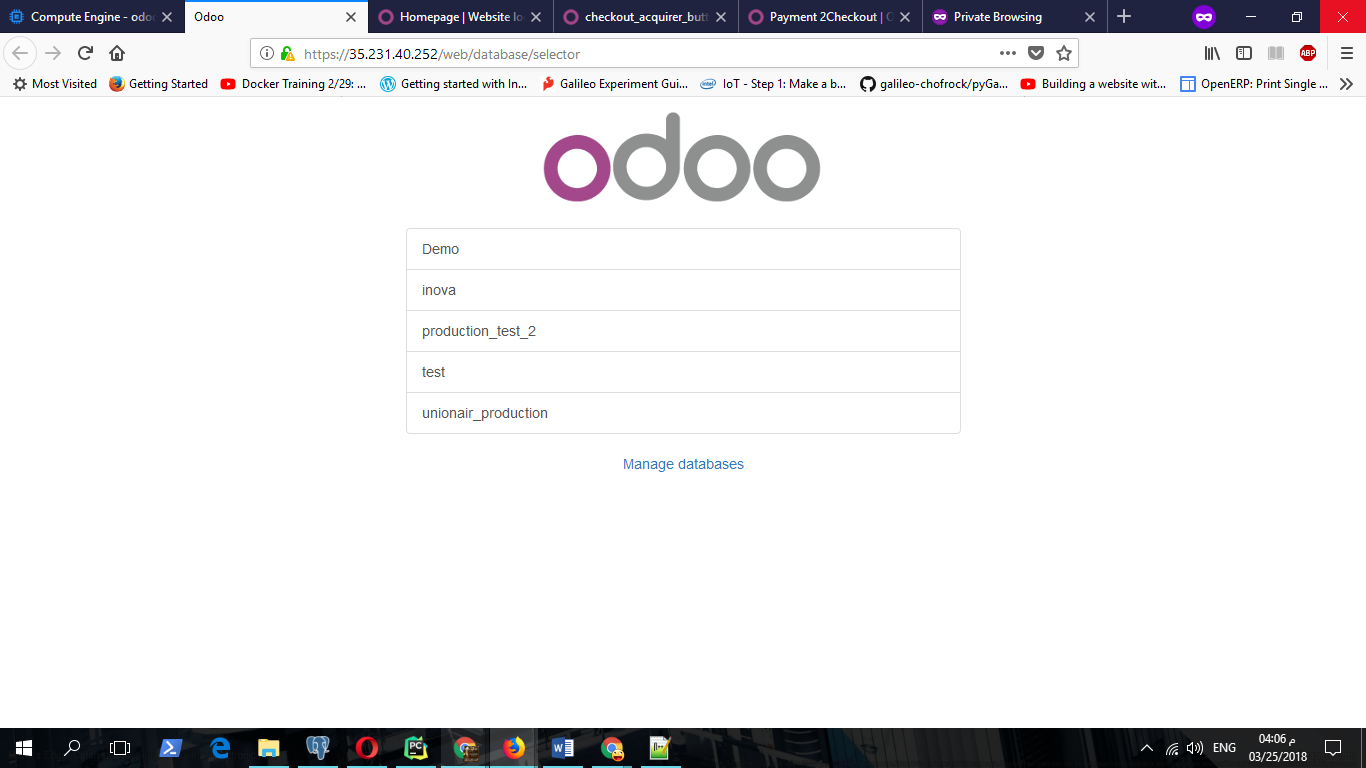 Compute Engine - odo
Odoo
Homepage | Website lo
checkout_acquirer_butt
Payment 2Checkout | O
Private Browsing
https://35.231.40.252/web/database/selector
ABP
Most Visited
Getting Started
Docker Training 2/29: ...
Getting started with In...
Galileo Experiment Gui...
IoT - Step 1: Make a b...
galileo-chofrock/pyGa...
Building a website wit...
OpenERP: Print Single ...
odoo
Demo
inova
production_test_2
test
unionair_production
Manage databases
PC
ENG
04:06 م
03/25/2018